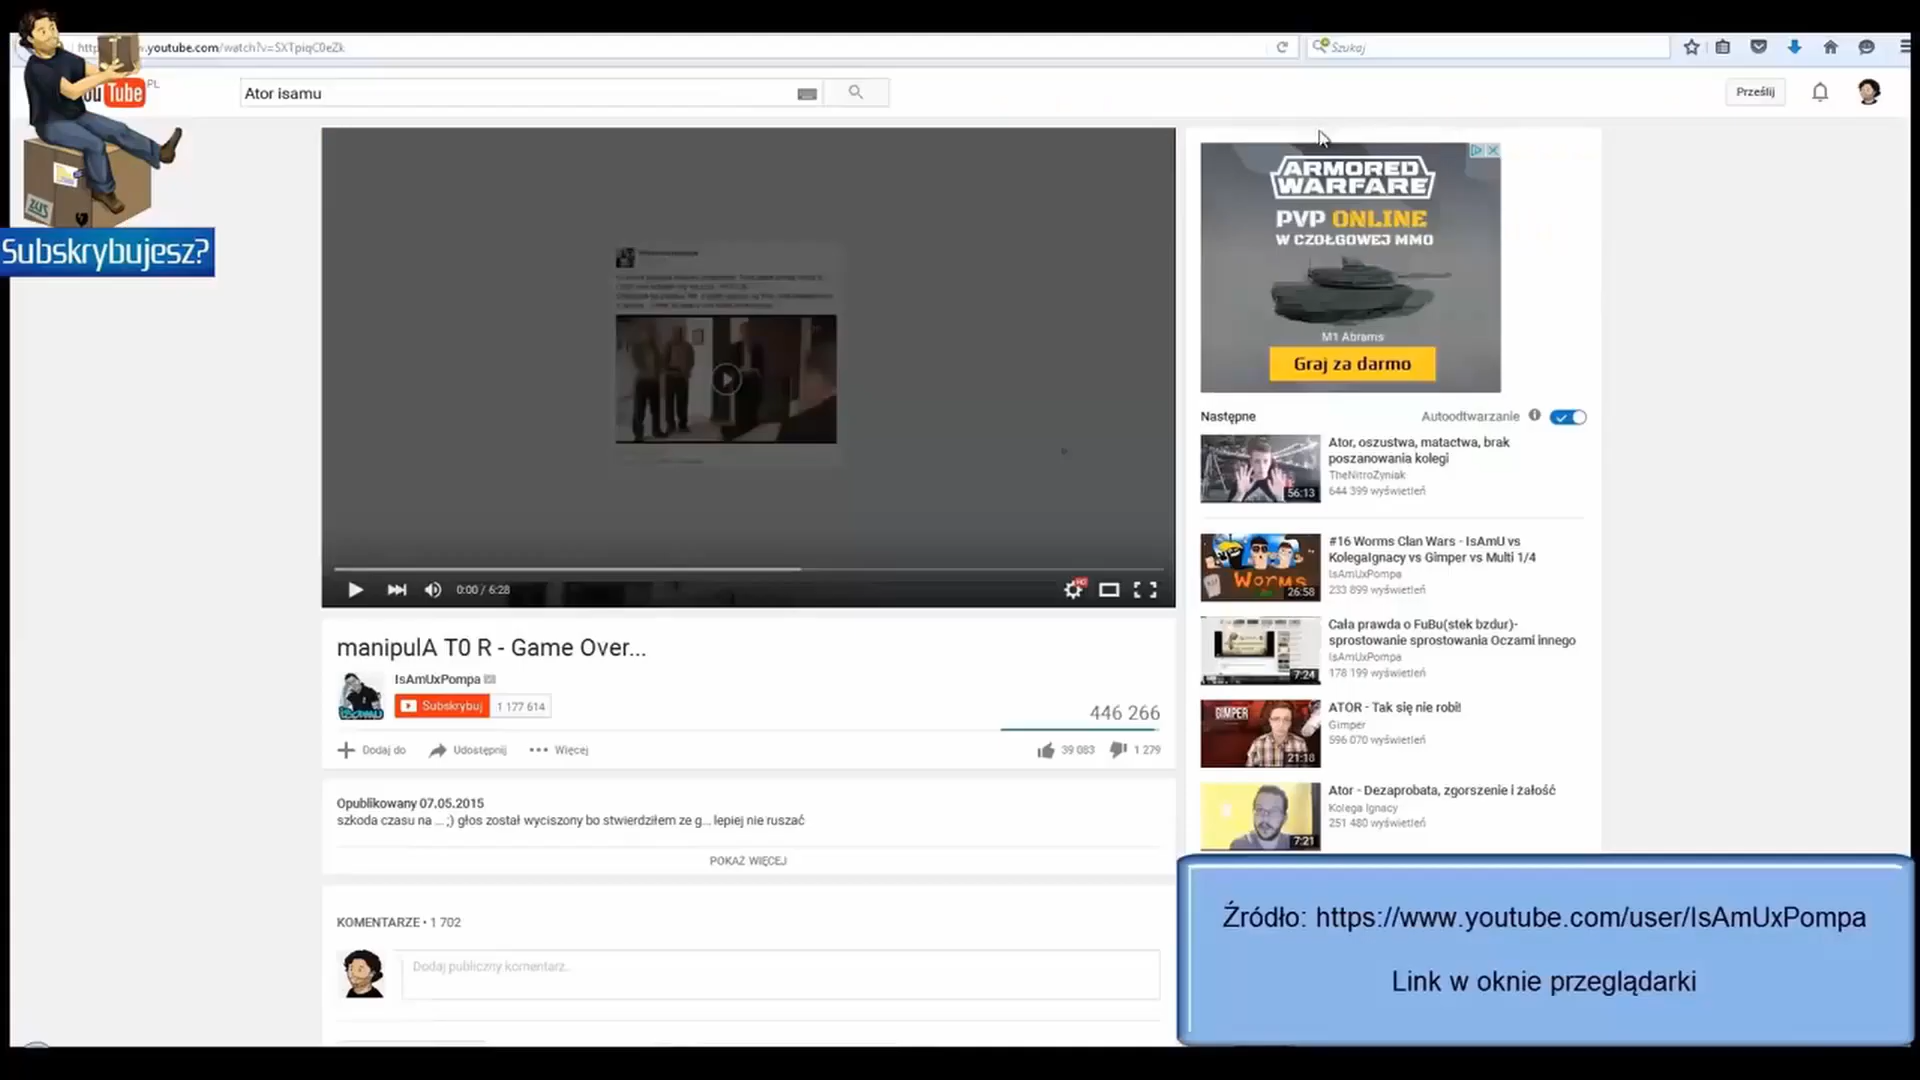 youtube.com/watch?v=SXTpiqC0eZk
Szukaj
You Tube PL
Ator isamu
Prześlij
ZUS
Subskrybujesz?
ARMORED
WARFARE
PVP ONLINE
W CZOŁGOWEJ MMO
M1 Abrams
Graj za darmo
Następne
Autoodtwarzanie
Ator, oszustwa, matactwa, brak
poszanowania kolegi
TheNitroZyniak
644 399 wyświetleń
56:13
#16 Worms Clan Wars - IsAmU vs
KolegaIgnacy vs Gimper vs Multi 1/4
IsAmUxPompa
233 899 wyświetleń
WORMS
26:58
Cała prawda o FuBu(stek bzdur)-
sprostowanie sprostowania Oczami innego
IsAmUxPompa
178 199 wyświetleń
7:24
ATOR - Tak się nie robi!
Gimper
596 070 wyświetleń
GIMPER
21:18
Ator - Dezaprobata, zgorszenie i żałość
Kolega Ignacy
251 480 wyświetleń
7:21
0:00 / 6:28
HD
manipulA T0 R - Game Over...
IsAmUxPompa
Subskrybuj
1 177 614
446 266
Dodaj do
Udostępnij
Więcej
39 083
1 279
Opublikowany 07.05.2015
szkoda czasu na ... ;) głos został wyciszony bo stwierdziłem ze g... lepiej nie ruszać
POKAŻ WIĘCEJ
KOMENTARZE • 1 702
Dodaj publiczny komentarz..
Źródło: https://www.youtube.com/user/IsAmUxPompa
Link w oknie przeglądarki